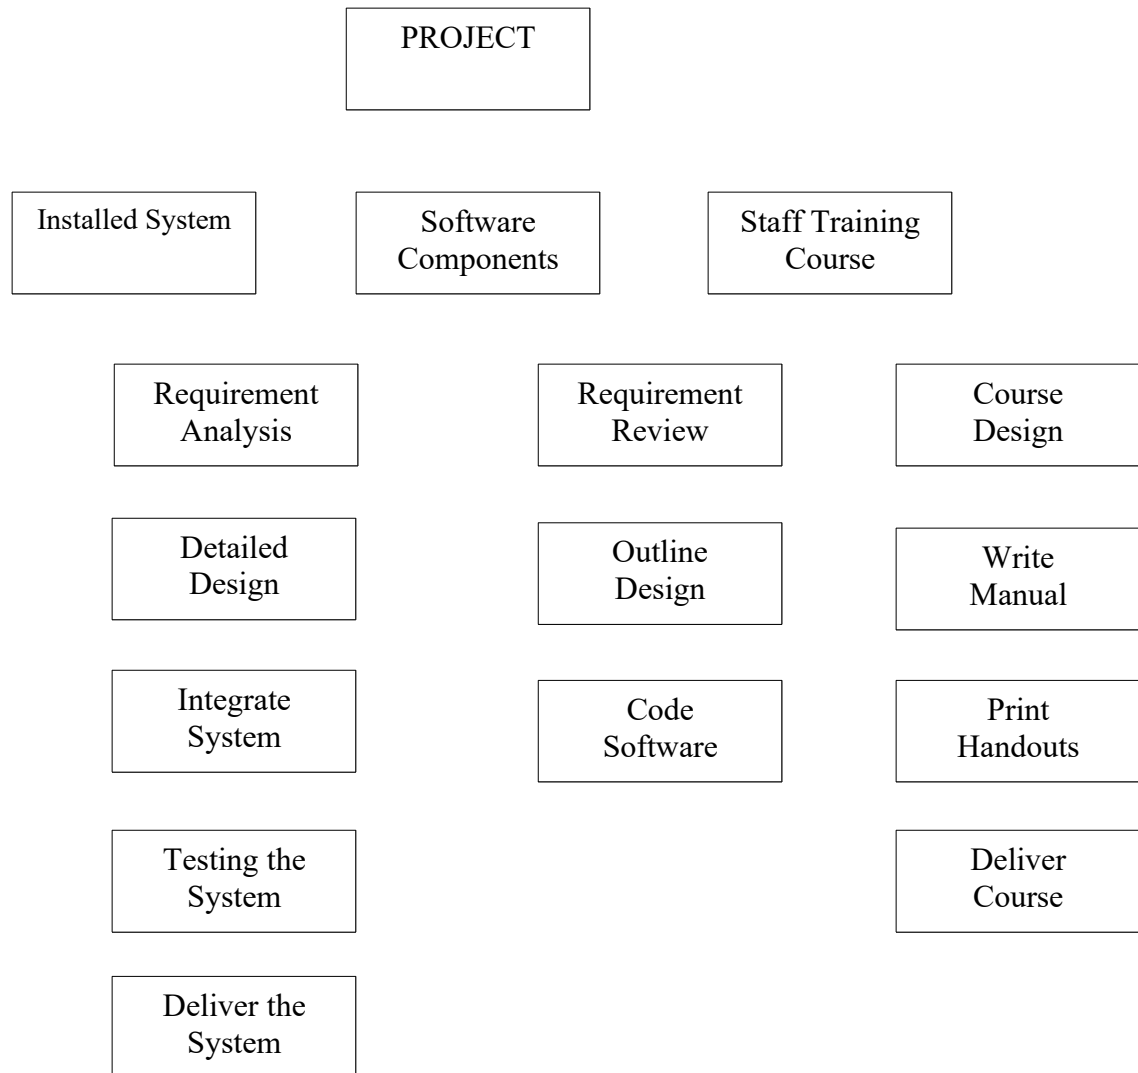 PROJECT
Installed System
Software
Components
Staff Training
Course
Requirement
Analysis
Requirement
Review
Course
Design
Detailed
Design
Outline
Design
Write
Manual
Integrate
System
Code
Software
Print
Handouts
Testing the
System
Deliver
Course
Deliver the
System